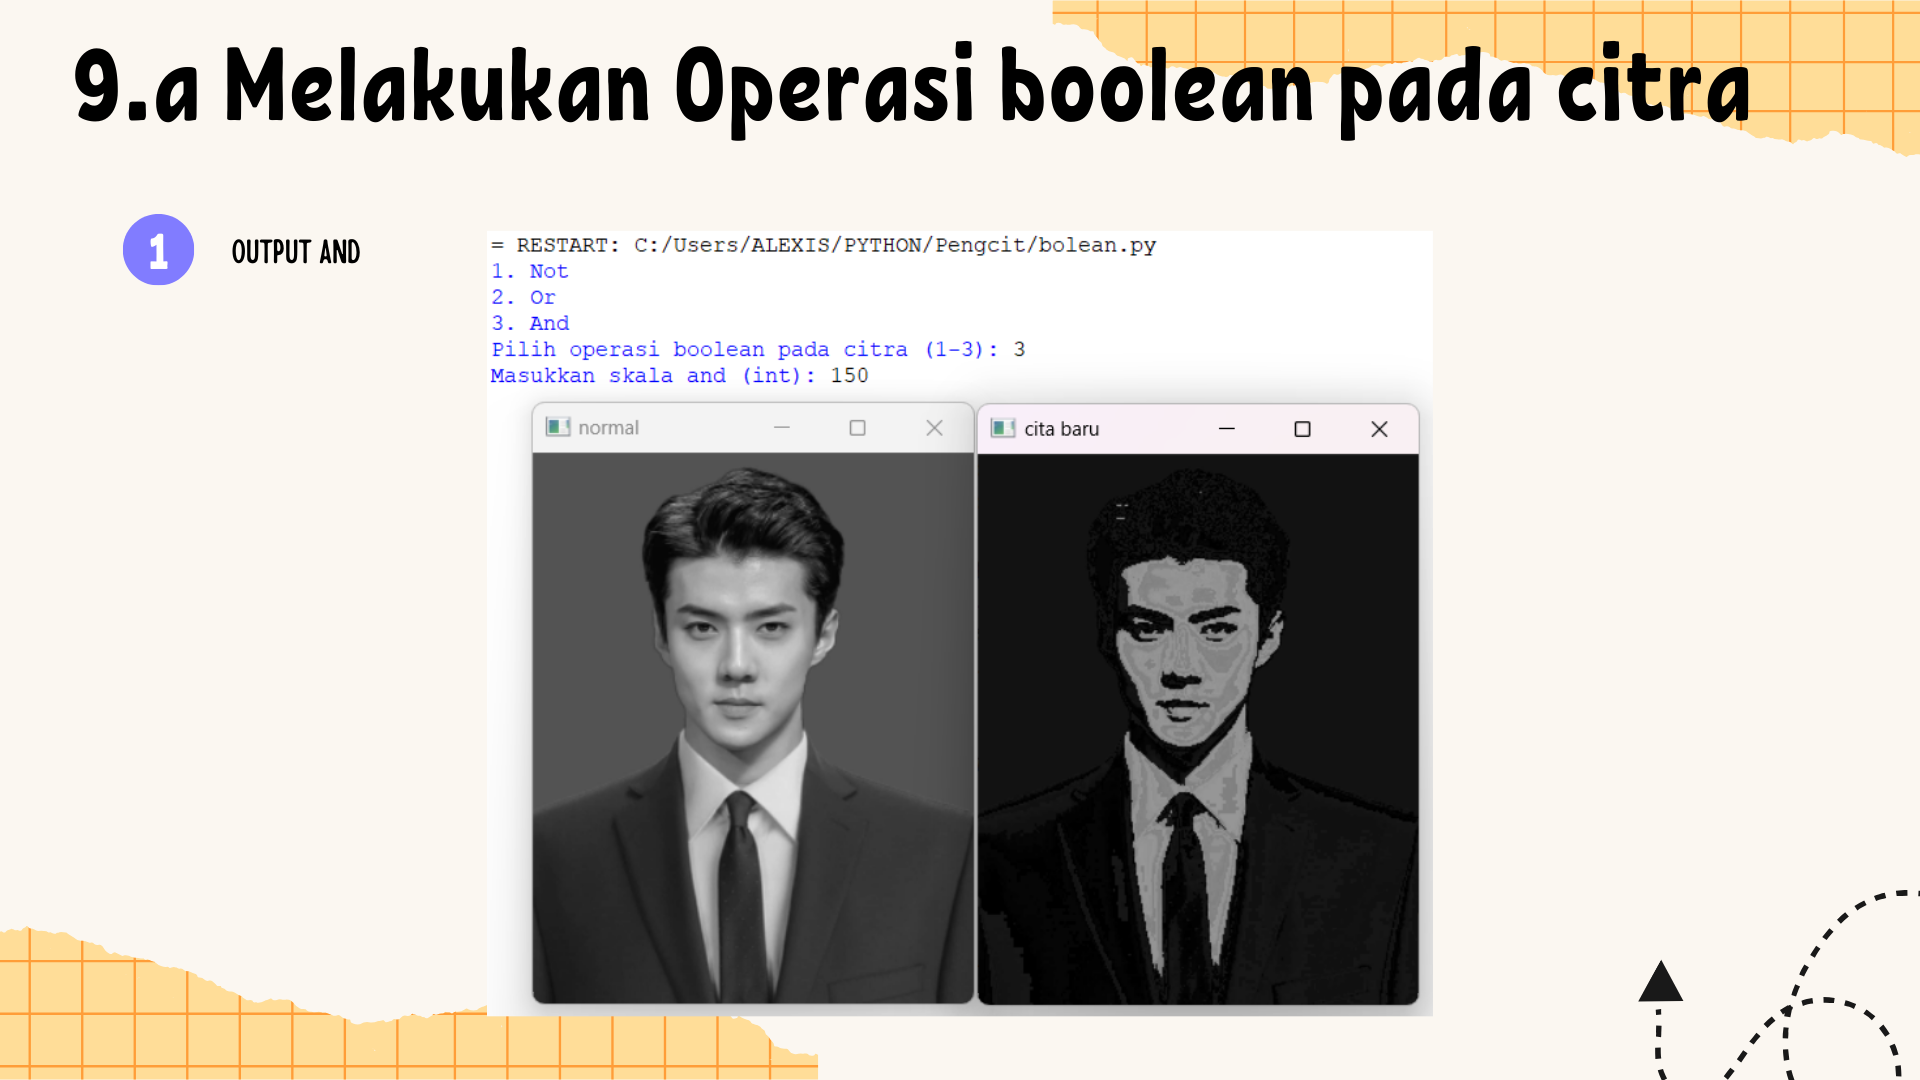 9.a Melakukan Operasi boolean pada citra
1 OUTPUT AND
= RESTART: C:/Users/ALEXIS/PYTHON/Pengcit/bolean.py
1. Not
2. Or
3. And
Pilih operasi boolean pada citra (1-3): 3
Masukkan skala and (int): 150
normal
cita baru